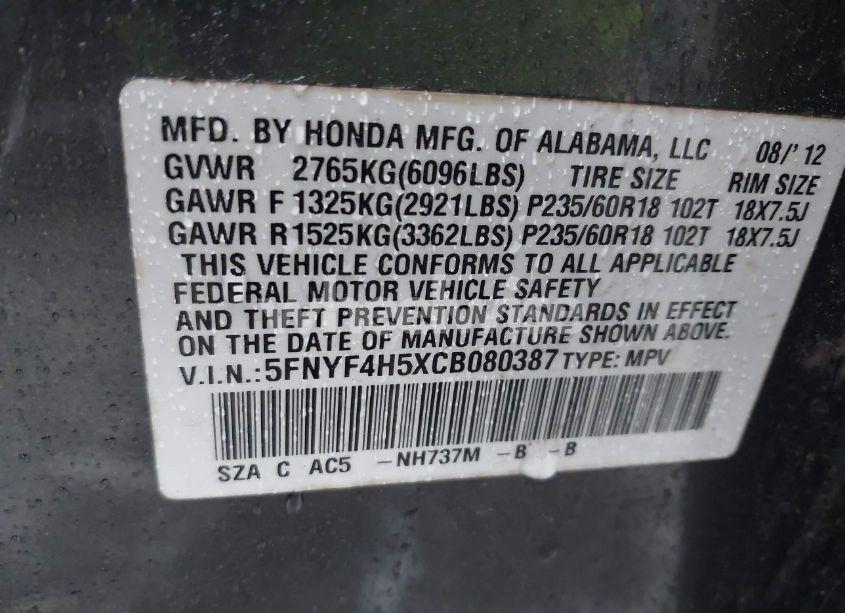 MFD. BY HONDA MFG. OF ALABAMA, LLC 08/'12
GVWR 2765KG(6096LBS) TIRE SIZE RIM SIZE
GAWR F 1325KG(2921LBS) P235/60R18 102T 18X7.5J
GAWR R 1525KG(3362LBS) P235/60R18 102T 18X7.5J
THIS VEHICLE CONFORMS TO ALL APPLICABLE
FEDERAL MOTOR VEHICLE SAFETY
AND THEFT PREVENTION STANDARDS IN EFFECT
ON THE DATE OF MANUFACTURE SHOWN ABOVE.
V.I.N.: 5FNYF4H5XCB080387 TYPE: MPV
SZA C AC5 -NH737M -B -B